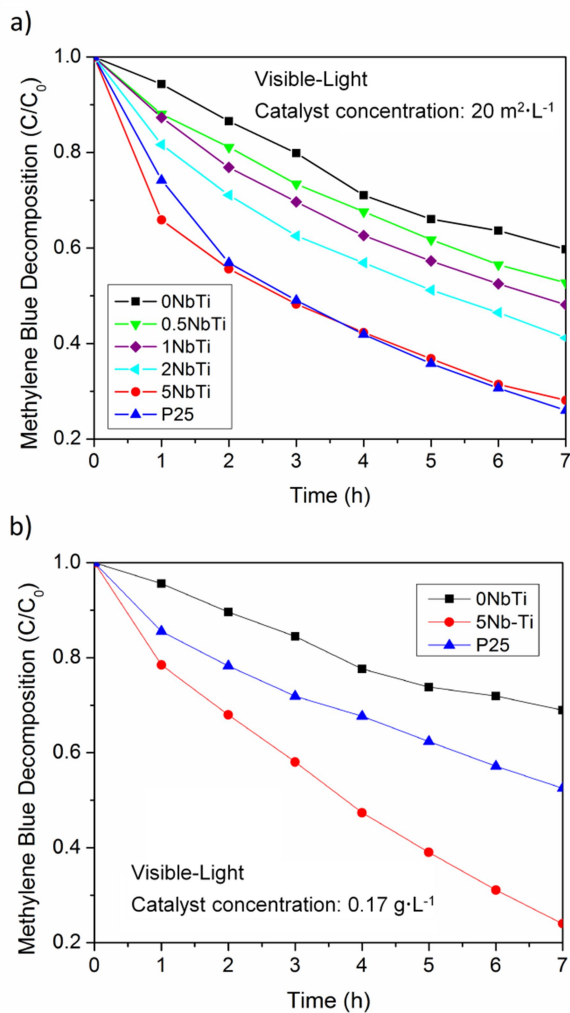 a)
Methylene Blue Decomposition (C/C₀)
1.0
0.8
0.6
0.4
0.2
Visible-Light
Catalyst concentration: 20 m²·L⁻¹
0NbTi
0.5NbTi
1NbTi
2NbTi
5NbTi
P25
0 1 2 3 4 5 6 7
Time (h)
b)
Methylene Blue Decomposition (C/C₀)
1.0
0.8
0.6
0.4
0.2
0NbTi
5Nb-Ti
P25
Visible-Light
Catalyst concentration: 0.17 g·L⁻¹
0 1 2 3 4 5 6 7
Time (h)